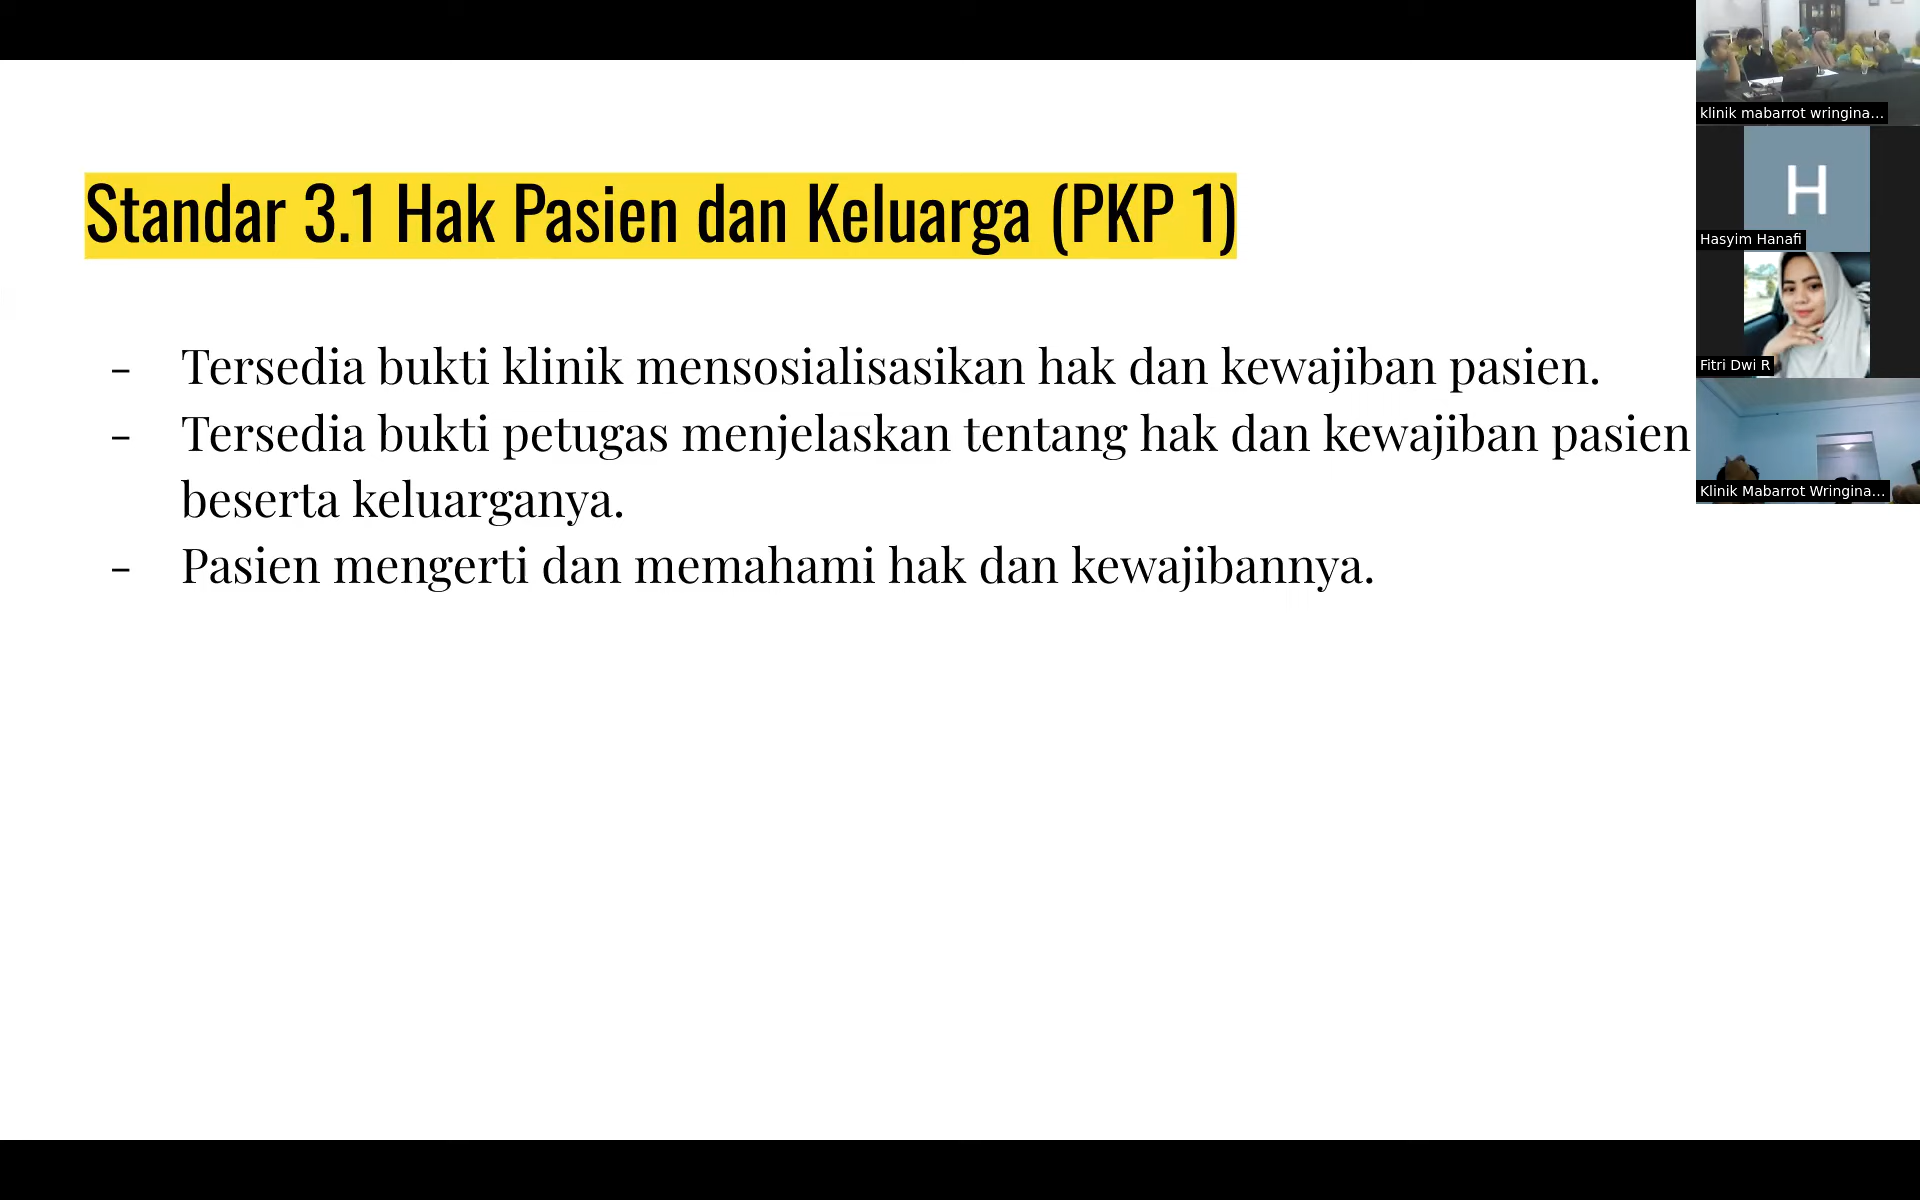 Standar 3.1 Hak Pasien dan Keluarga (PKP 1)
- Tersedia bukti klinik mensosialisasikan hak dan kewajiban pasien.
- Tersedia bukti petugas menjelaskan tentang hak dan kewajiban pasien
beserta keluarganya.
- Pasien mengerti dan memahami hak dan kewajibannya.
klinik mabarrot wringina...
H
Hasyim Hanafi
Fitri Dwi R
Klinik Mabarrot Wringina...